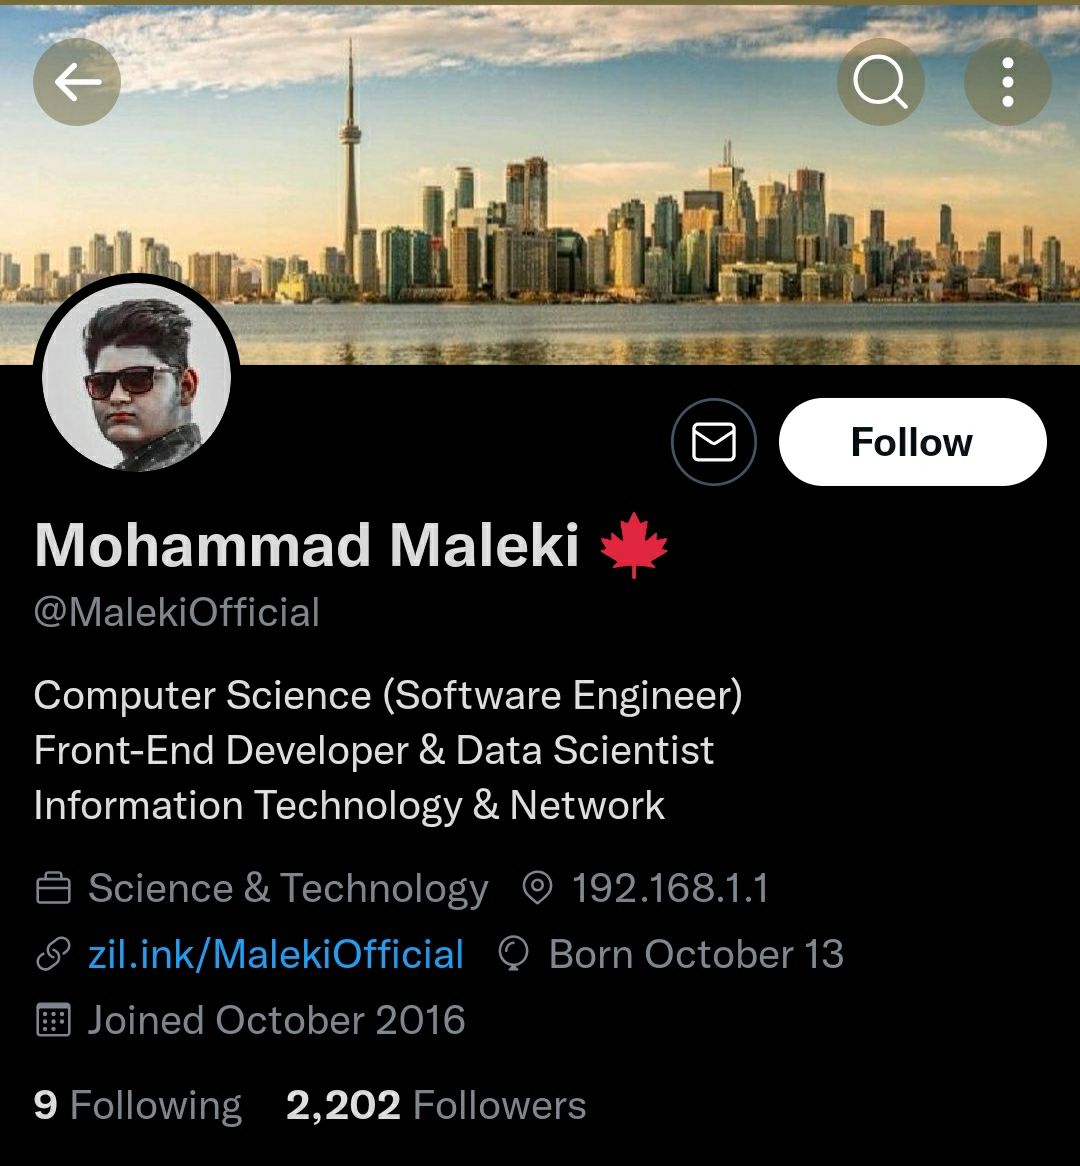 Follow
Mohammad Maleki 🍁
@MalekiOfficial
Computer Science (Software Engineer)
Front-End Developer & Data Scientist
Information Technology & Network
Science & Technology 192.168.1.1
zil.ink/MalekiOfficial Born October 13
Joined October 2016
9 Following 2,202 Followers